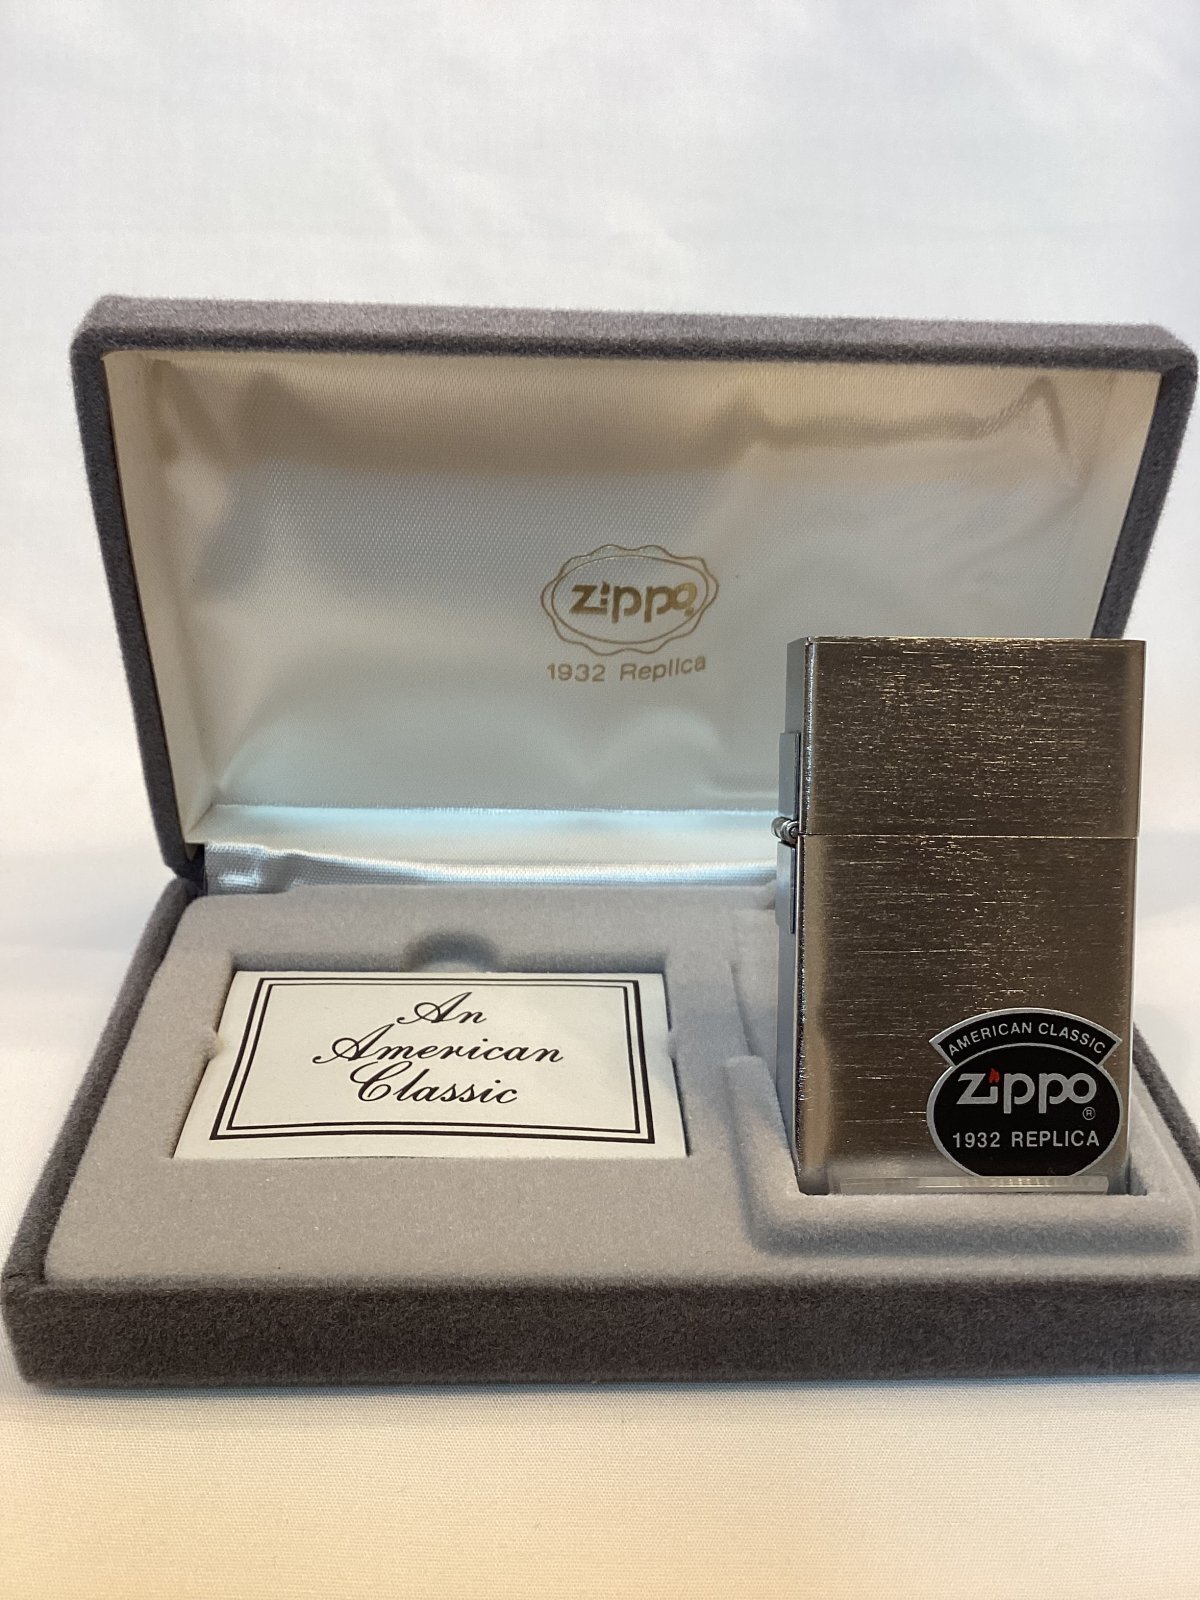 Zippo
1932 Replica
An
American
Classic
AMERICAN CLASSIC
Zippo®
1932 REPLICA